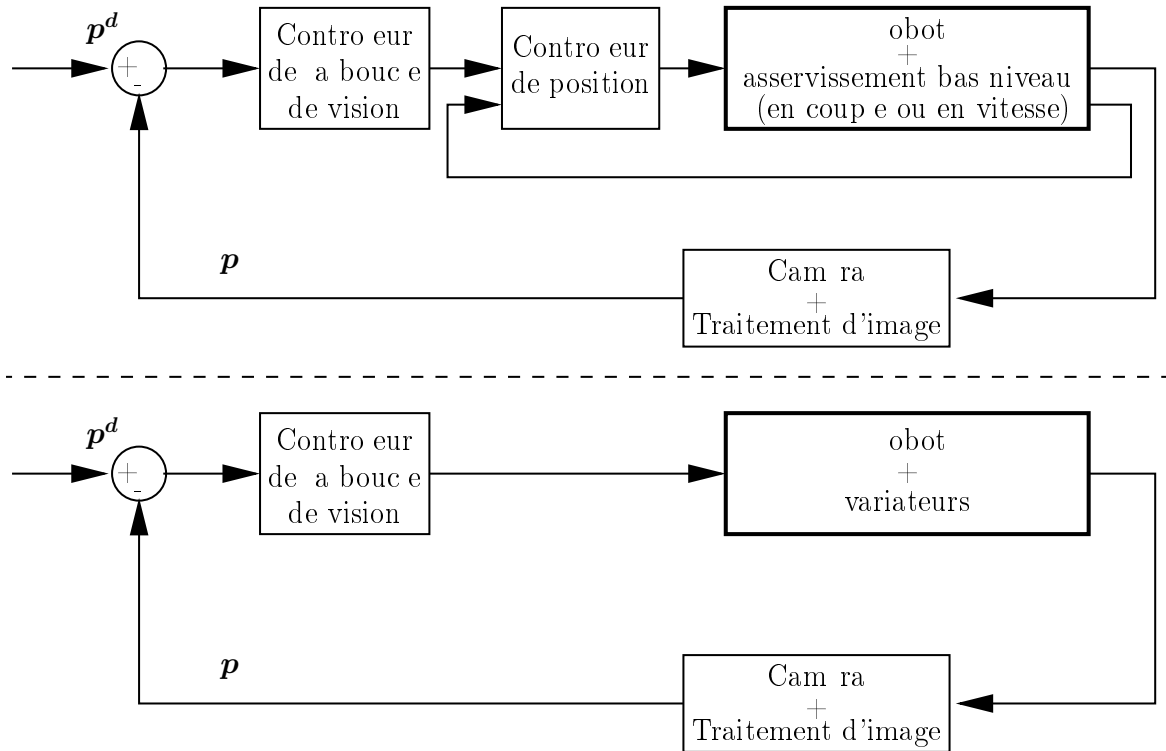 p^d
+
-
Contro eur
de a bouc e
de vision
Contro eur
de position
obot
+
asservissement bas niveau
(en coup e ou en vitesse)
p
Cam ra
+
Traitement d'image
p^d
+
-
Contro eur
de a bouc e
de vision
obot
+
variateurs
p
Cam ra
+
Traitement d'image